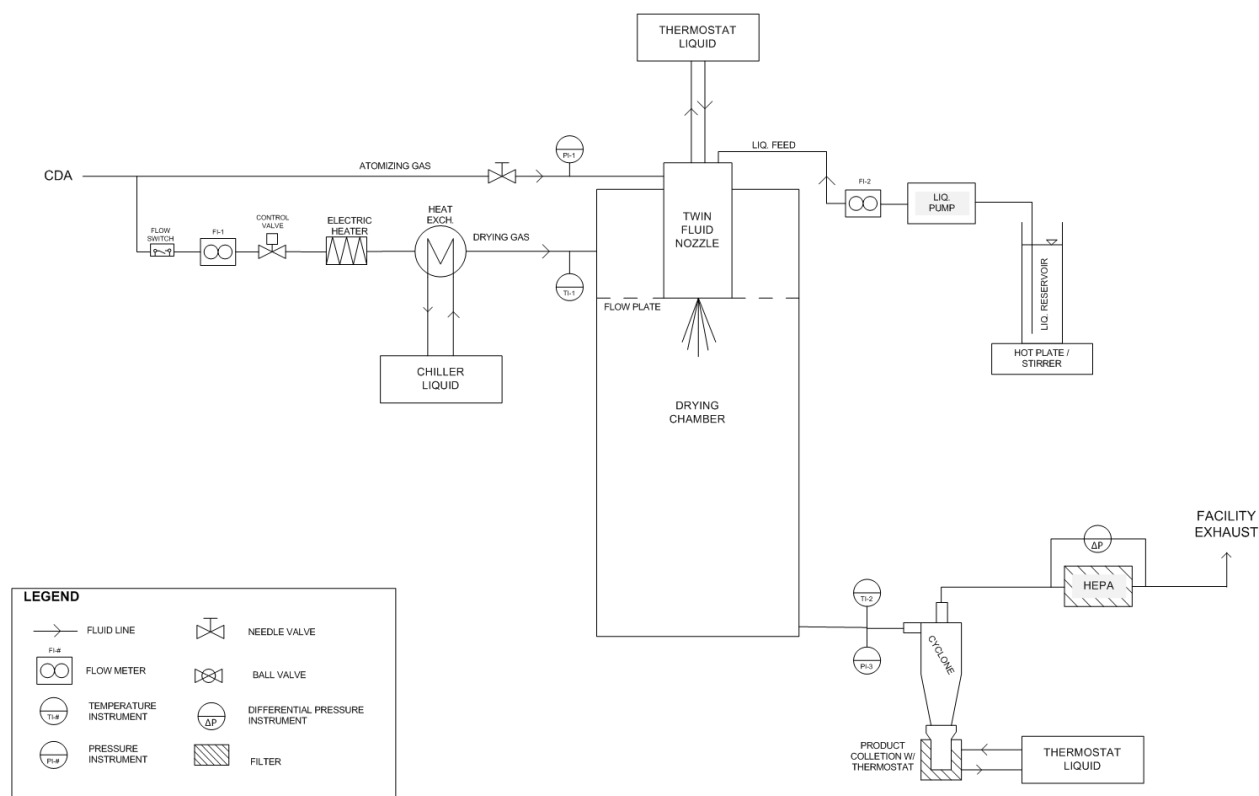 THERMOSTAT
LIQUID
CDA
ATOMIZING GAS
PI-1
LIQ. FEED
FI-2
LIQ.
PUMP
TWIN
FLUID
NOZZLE
FLOW
SWITCH
FI-1
CONTROL
VALVE
ELECTRIC
HEATER
HEAT
EXCH.
DRYING GAS
TI-1
FLOW PLATE
LIQ. RESERVOIR
HOT PLATE /
STIRRER
CHILLER
LIQUID
DRYING
CHAMBER
FACILITY
EXHAUST
ΔP
HEPA
TI-2
PI-3
CYCLONE
PRODUCT
COLLETION W/
THERMOSTAT
THERMOSTAT
LIQUID
LEGEND
FLUID LINE
NEEDLE VALVE
FI-#
FLOW METER
BALL VALVE
TI-#
TEMPERATURE
INSTRUMENT
ΔP
DIFFERENTIAL PRESSURE
INSTRUMENT
PI-#
PRESSURE
INSTRUMENT
FILTER